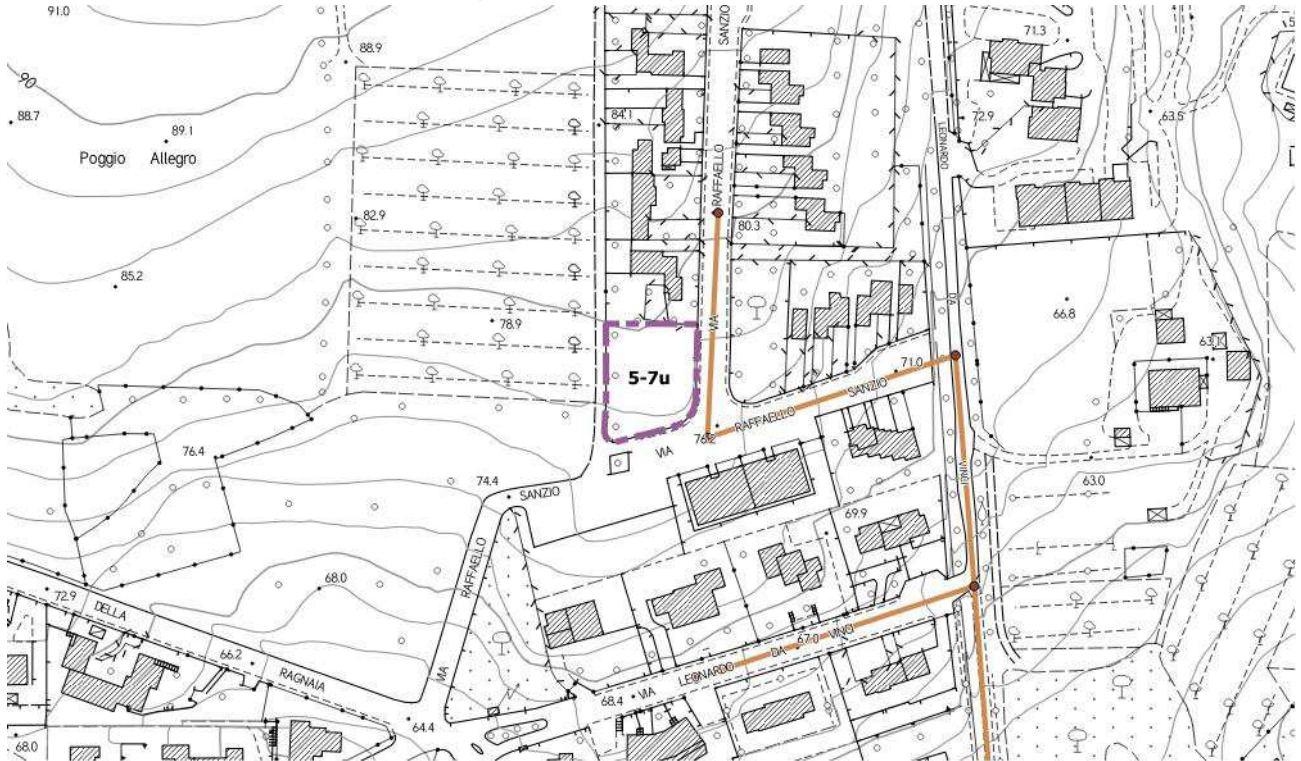 91.0
SANZIO
71.3
88.9
90
88.7
84.1
72.9
63.5
89.1
LEONARDO
Poggio Allegro
RAFFAELLO
82.9
80.3
85.2
DA
66.8
78.9
VIA
63.
5-7u
71.0
SANZIO
RAFFAELLO
76.2
VIA
76.4
VINCI
74.4
SANZIO
63.0
69.9
RAFFAELLO
68.0
72.9
DELLA
67.0
VINCI
DA
66.2
RAGNAIA
VIA
LEONARDO
VIA
68.4
64.4
68.0